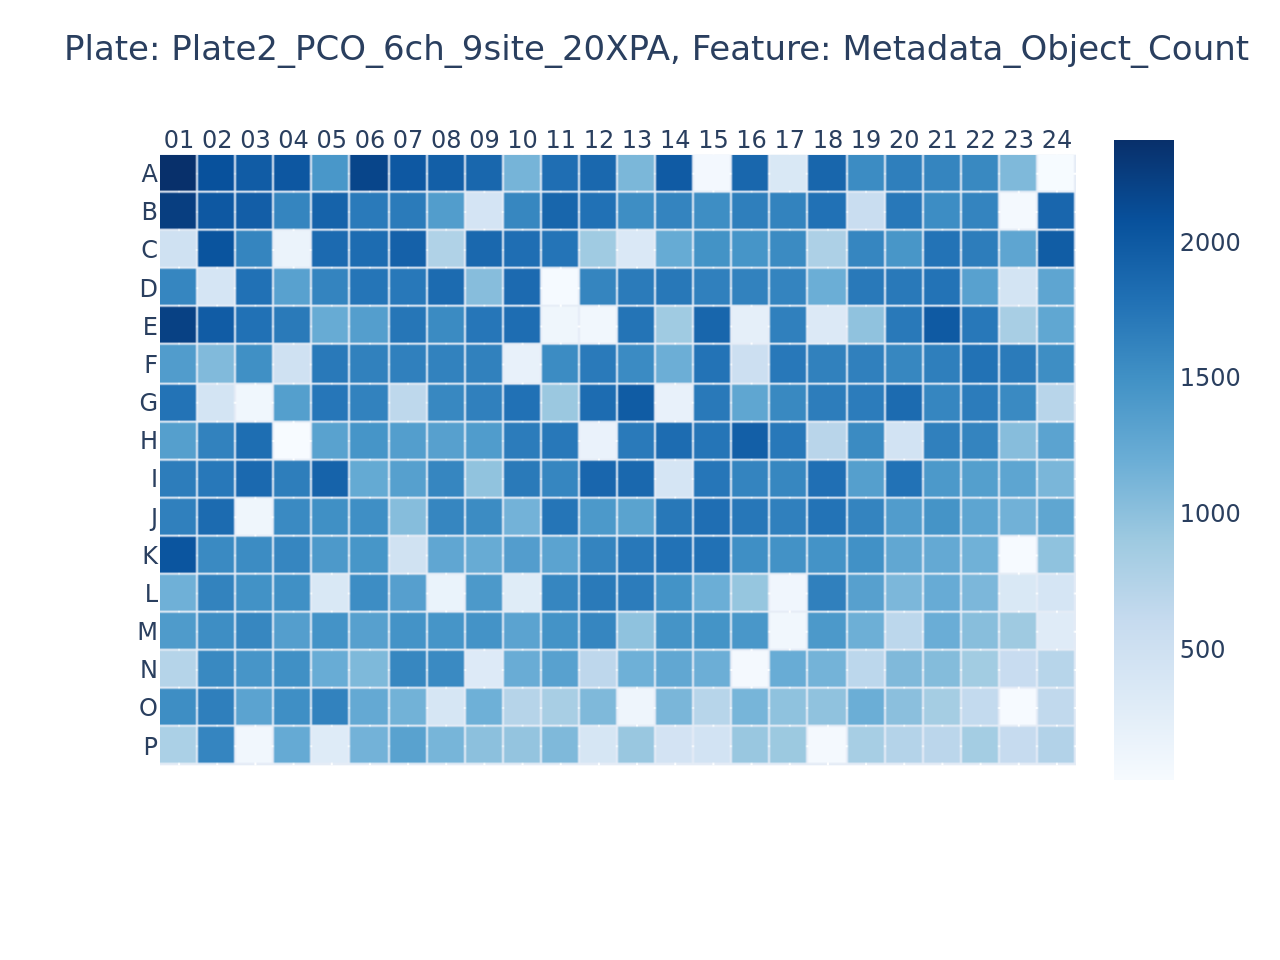 Plate: Plate2_PCO_6ch_9site_20XPA, Feature: Metadata_Object_Count
01 02 03 04 05 06 07 08 09 10 11 12 13 14 15 16 17 18 19 20 21 22 23 24
A
B
C
D
E
F
G
H
I
J
K
L
M
N
O
P
2000
1500
1000
500